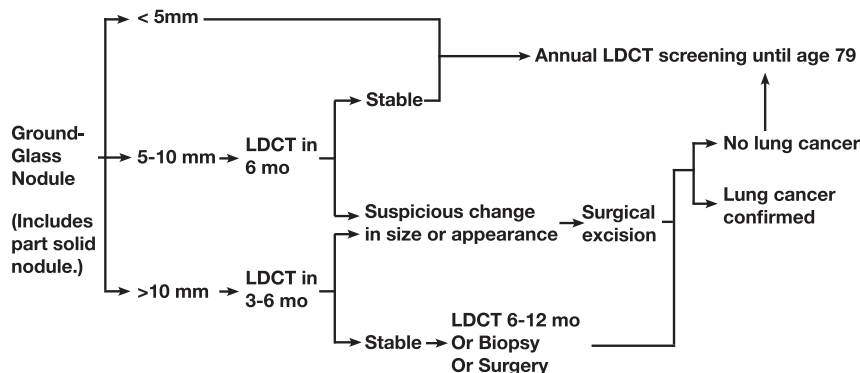 < 5mm
Annual LDCT screening until age 79
Stable
Ground-
Glass
Nodule
(Includes
part solid
nodule.)
5-10 mm
LDCT in
6 mo
No lung cancer
Suspicious change
in size or appearance
Surgical
excision
Lung cancer
confirmed
>10 mm
LDCT in
3-6 mo
Stable
LDCT 6-12 mo
Or Biopsy
Or Surgery